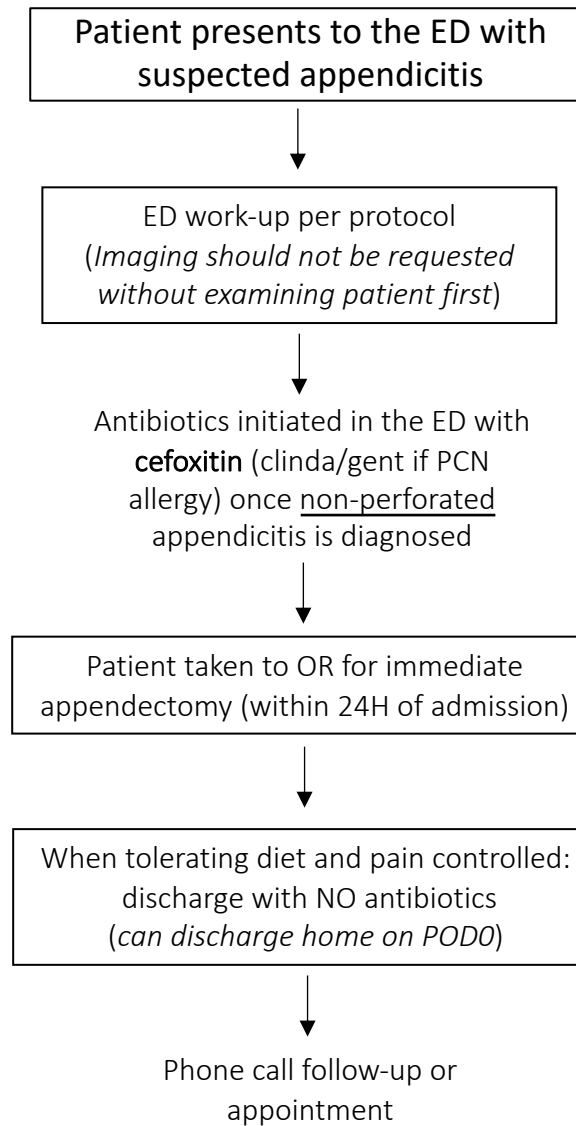 Patient presents to the ED with
suspected appendicitis
ED work-up per protocol
(Imaging should not be requested
without examining patient first)
Antibiotics initiated in the ED with
cefoxitin (clinda/gent if PCN
allergy) once non-perforated
appendicitis is diagnosed
Patient taken to OR for immediate
appendectomy (within 24H of admission)
When tolerating diet and pain controlled:
discharge with NO antibiotics
(can discharge home on POD0)
Phone call follow-up or
appointment